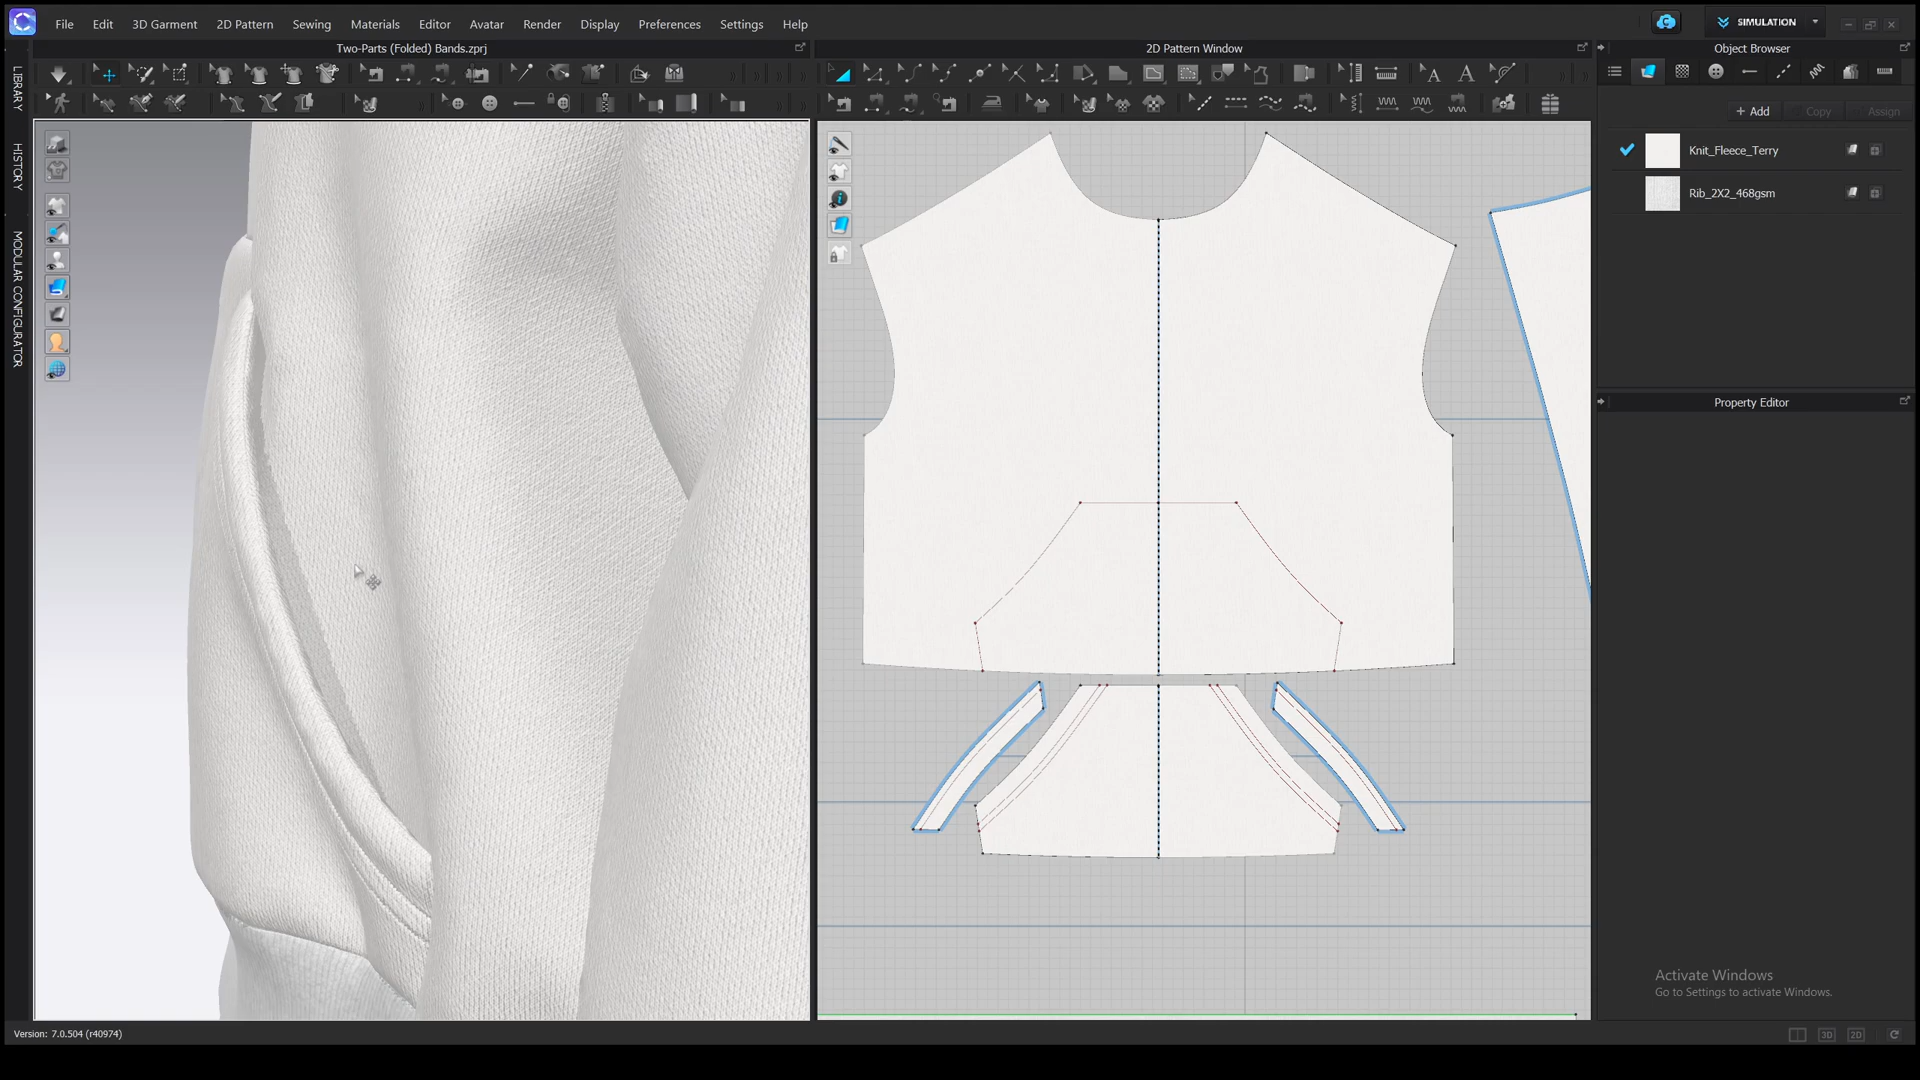 File Edit 3D Garment 2D Pattern Sewing Materials Editor Avatar Render Display Preferences Settings Help
SIMULATION
Two-Parts (Folded) Bands.zprj
2D Pattern Window
Object Browser
LIBRARY
HISTORY
MODULAR CONFIGURATOR
+ Add Copy Assign
Knit_Fleece_Terry
Rib_2X2_468gsm
Property Editor
Activate Windows
Go to Settings to activate Windows.
Version: 7.0.504 (r40974)
3D 2D